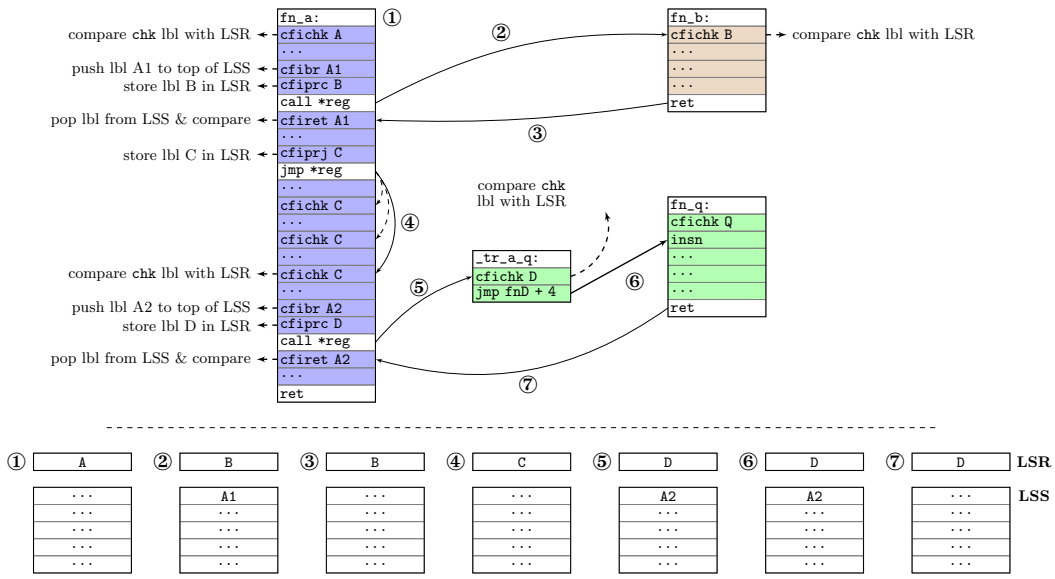 fn_a:
①
compare chk lbl with LSR
cfichk A
...
push lbl A1 to top of LSS
cfibr A1
store lbl B in LSR
cfiprc B
call *reg
pop lbl from LSS & compare
cfiret A1
...
store lbl C in LSR
cfiprj C
jmp *reg
...
cfichk C
...
cfichk C
...
compare chk lbl with LSR
cfichk C
...
push lbl A2 to top of LSS
cfibr A2
store lbl D in LSR
cfiprc D
call *reg
pop lbl from LSS & compare
cfiret A2
...
ret
②
③
④
⑤
⑥
⑦
fn_b:
cfichk B
compare chk lbl with LSR
...
...
...
ret
compare chk
lbl with LSR
_tr_a_q:
cfichk D
jmp fnD + 4
fn_q:
cfichk Q
insn
...
...
...
ret
① A ② B ③ B ④ C ⑤ D ⑥ D ⑦ D LSR
... A1 ... ... A2 A2 ... LSS
... ... ... ... ... ... ...
... ... ... ... ... ... ...
... ... ... ... ... ... ...
... ... ... ... ... ... ...